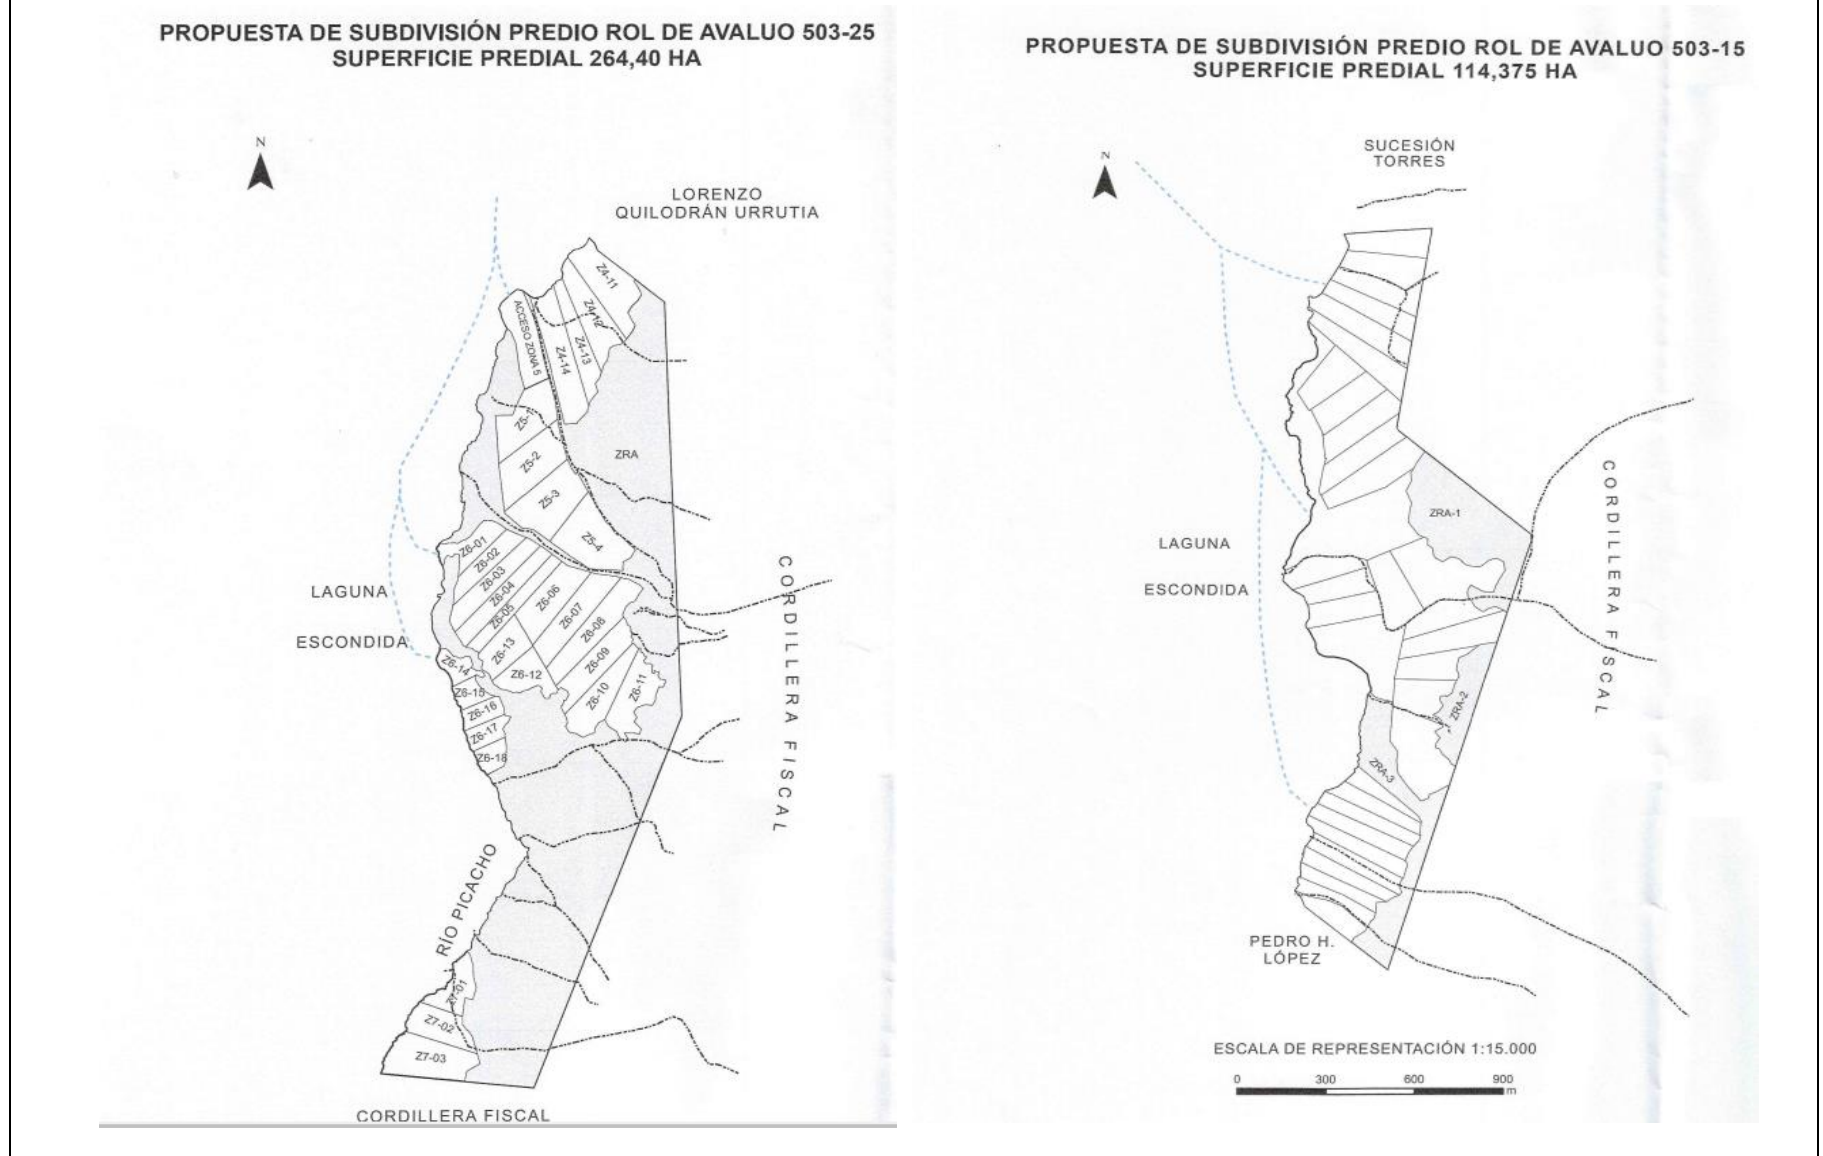 PROPUESTA DE SUBDIVISIÓN PREDIO ROL DE AVALUO 503-25
SUPERFICIE PREDIAL 264,40 HA
N
LORENZO
QUILODRÁN URRUTIA
Z4-11
Z4-12
Z4-13
Z4-14
ACCESO ZONA 5
Z5-1
Z5-2
Z5-3
Z5-4
ZRA
Z6-01
Z6-02
Z6-03
Z6-04
Z6-05
Z6-06
Z6-07
Z6-08
Z6-09
Z6-10
Z6-11
Z6-12
Z6-13
Z6-14
Z6-15
Z6-16
Z6-17
Z6-18
LAGUNA
ESCONDIDA
CORDILLERA FISCAL
RÍO PICACHO
Z7-01
Z7-02
Z7-03
CORDILLERA FISCAL
PROPUESTA DE SUBDIVISIÓN PREDIO ROL DE AVALUO 503-15
SUPERFICIE PREDIAL 114,375 HA
N
SUCESIÓN
TORRES
ZRA-1
LAGUNA
ESCONDIDA
CORDILLERA FISCAL
ZRA-2
ZRA-3
PEDRO H.
LÓPEZ
ESCALA DE REPRESENTACIÓN 1:15.000
0 300 600 900
m